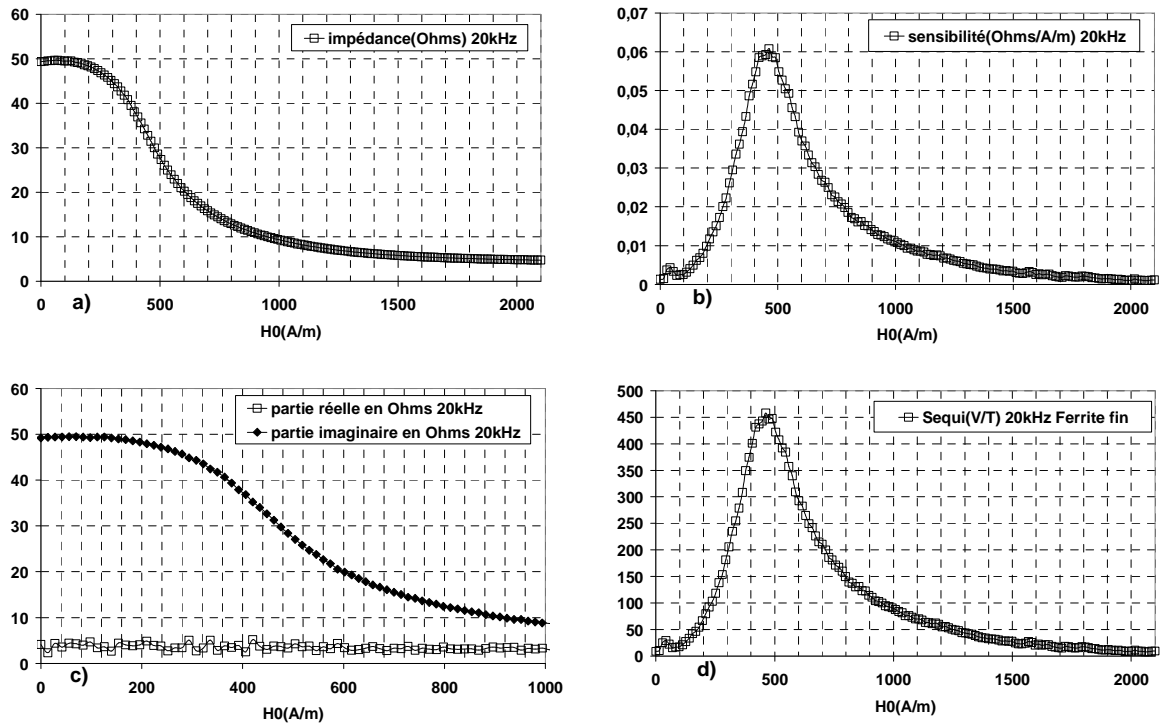 60
50
40
30
20
10
0
impédance(Ohms) 20kHz
0 500 1000 1500 2000
a)
H0(A/m)
0,07
0,06
0,05
0,04
0,03
0,02
0,01
0
sensibilité(Ohms/A/m) 20kHz
0 500 1000 1500 2000
b)
H0(A/m)
60
50
40
30
20
10
0
partie réelle en Ohms 20kHz
partie imaginaire en Ohms 20kHz
c)
0 200 400 600 800 1000
H0(A/m)
500
450
400
350
300
250
200
150
100
50
0
Sequi(V/T) 20kHz Ferrite fin
d)
0 500 1000 1500 2000
H0(A/m)